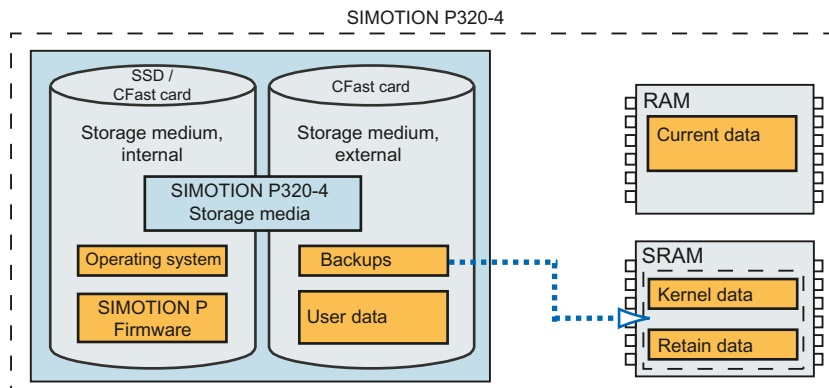 SIMOTION P320-4
SSD /
CFast card
Storage medium,
internal
CFast card
Storage medium,
external
SIMOTION P320-4
Storage media
Operating system
SIMOTION P
Firmware
Backups
User data
RAM
Current data
SRAM
Kernel data
Retain data